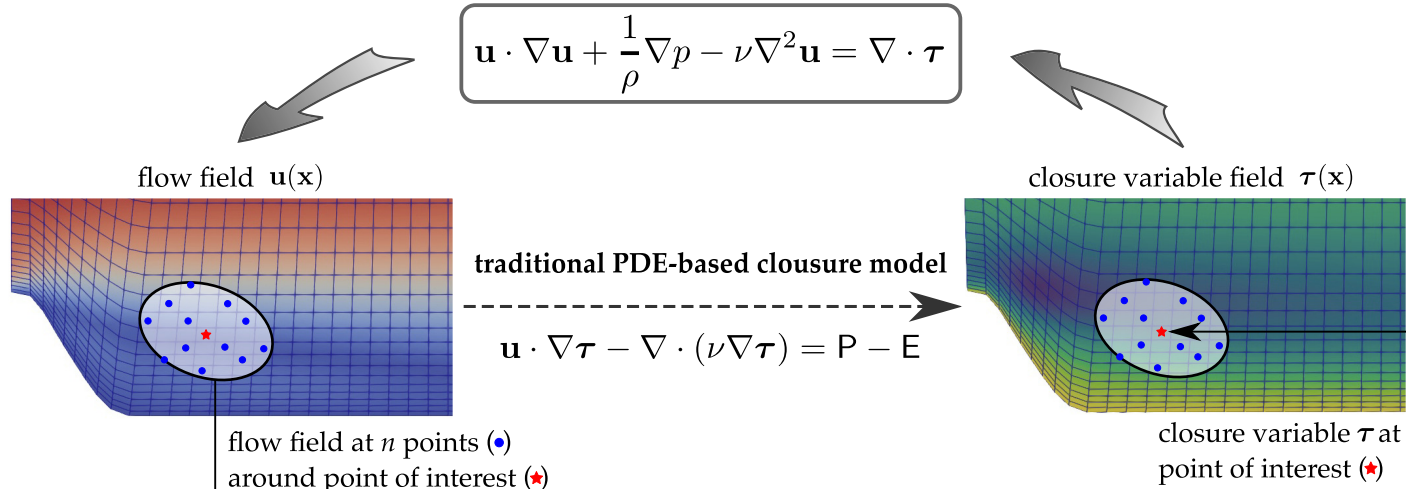 u · ∇u + 1/ρ ∇p − ν∇²u = ∇ · τ
flow field u(x)
closure variable field τ(x)
traditional PDE-based clousure model
u · ∇τ − ∇ · (ν∇τ) = P − E
flow field at n points (•)
around point of interest (★)
closure variable τ at
point of interest (★)